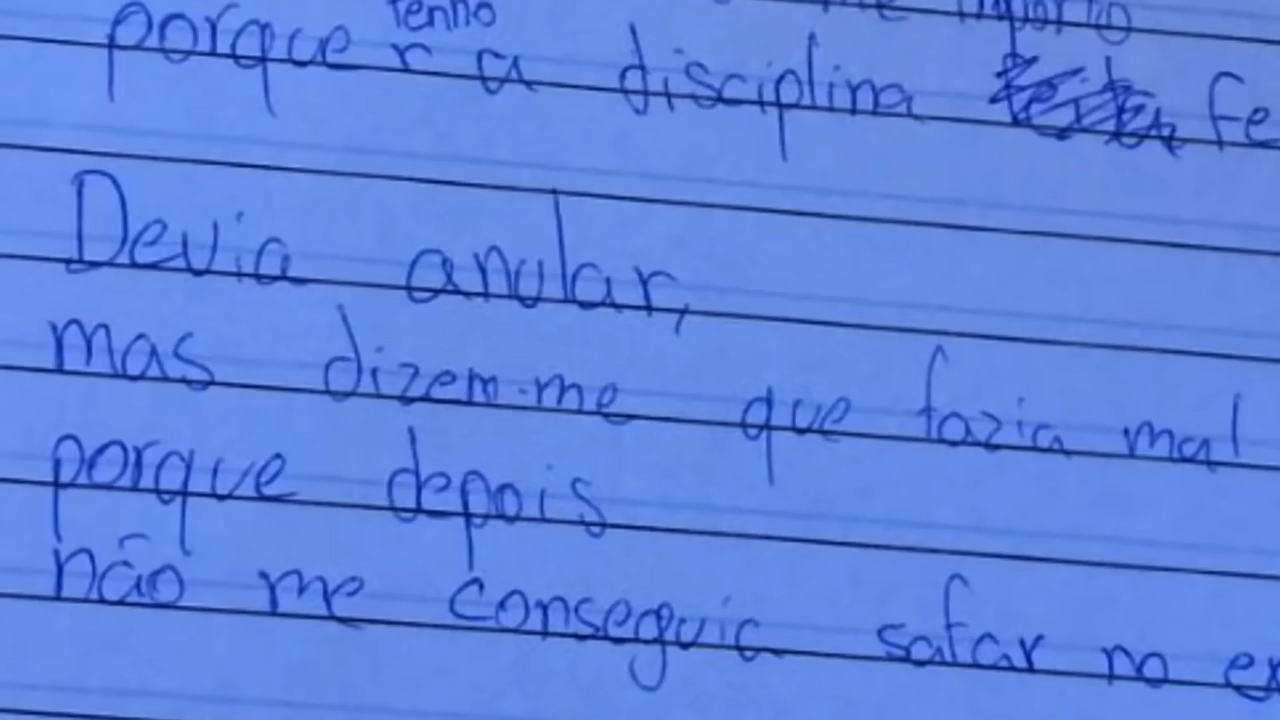 tenho
porque r a disciplina fe
Devia anular,
mas dizem-me que fazia mal
porque depois
não me conseguia safar no ex